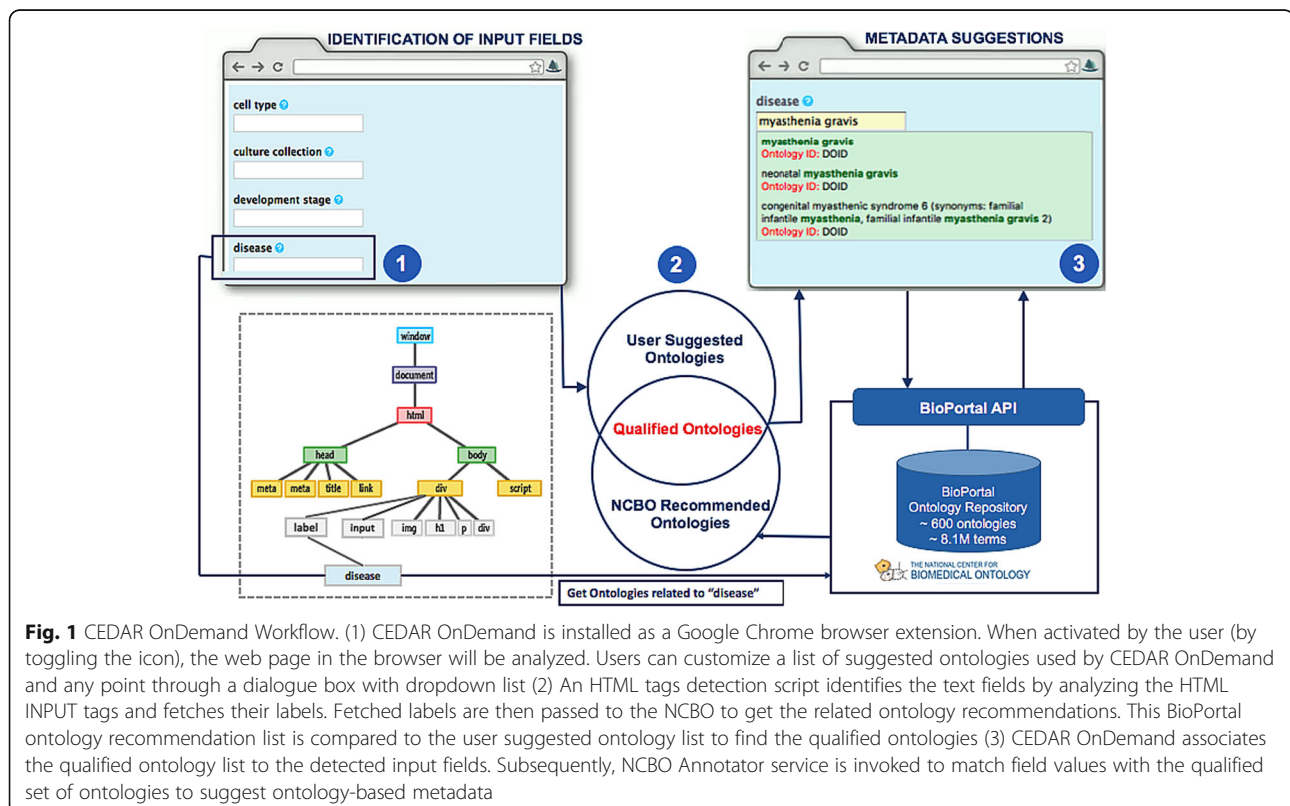 IDENTIFICATION OF INPUT FIELDS
cell type ?
culture collection ?
development stage ?
disease ?
1
METADATA SUGGESTIONS
disease ?
myasthenia gravis
myasthenia gravis
Ontology ID: DOID
neonatal myasthenia gravis
Ontology ID: DOID
congenital myasthenic syndrome 6 (synonyms: familial
infantile myasthenia, familial infantile myasthenia gravis 2)
Ontology ID: DOID
3
2
User Suggested
Ontologies
Qualified Ontologies
NCBO Recommended
Ontologies
window
document
html
head
body
meta
meta
title
link
div
script
label
input
img
h1
p
div
disease
Get Ontologies related to "disease"
BioPortal API
BioPortal
Ontology Repository
~ 600 ontologies
~ 8.1M terms
THE NATIONAL CENTER FOR
BIOMEDICAL ONTOLOGY
Fig. 1 CEDAR OnDemand Workflow. (1) CEDAR OnDemand is installed as a Google Chrome browser extension. When activated by the user (by
toggling the icon), the web page in the browser will be analyzed. Users can customize a list of suggested ontologies used by CEDAR OnDemand
and any point through a dialogue box with dropdown list (2) An HTML tags detection script identifies the text fields by analyzing the HTML
INPUT tags and fetches their labels. Fetched labels are then passed to the NCBO to get the related ontology recommendations. This BioPortal
ontology recommendation list is compared to the user suggested ontology list to find the qualified ontologies (3) CEDAR OnDemand associates
the qualified ontology list to the detected input fields. Subsequently, NCBO Annotator service is invoked to match field values with the qualified
set of ontologies to suggest ontology-based metadata